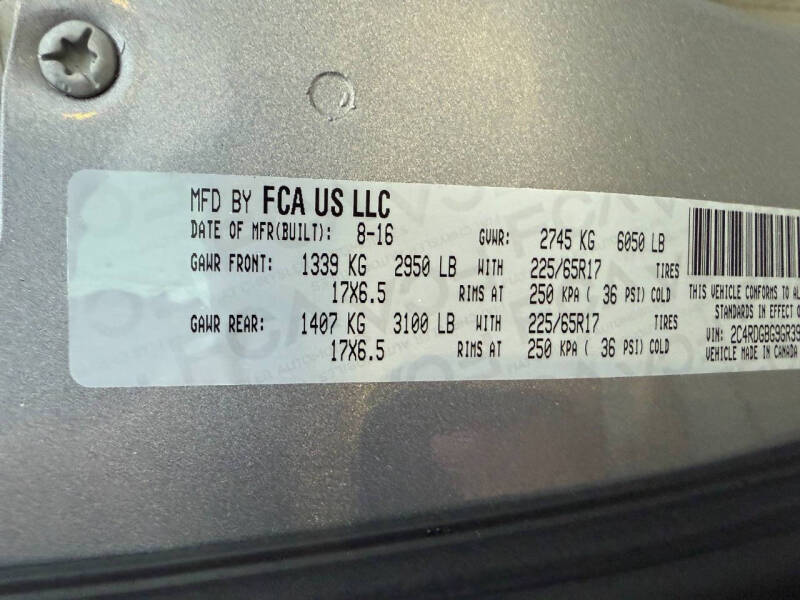 MFD BY FCA US LLC
DATE OF MFR(BUILT): 8-16 GVWR: 2745 KG 6050 LB
GAWR FRONT: 1339 KG 2950 LB WITH 225/65R17 TIRES
17X6.5 RIMS AT 250 KPA ( 36 PSI) COLD
GAWR REAR: 1407 KG 3100 LB WITH 225/65R17 TIRES
17X6.5 RIMS AT 250 KPA ( 36 PSI) COLD
THIS VEHICLE CONFORMS TO AL
STANDARDS IN EFFECT O
VIN: 2C4RDGBG9GR39
VEHICLE MADE IN CANADA